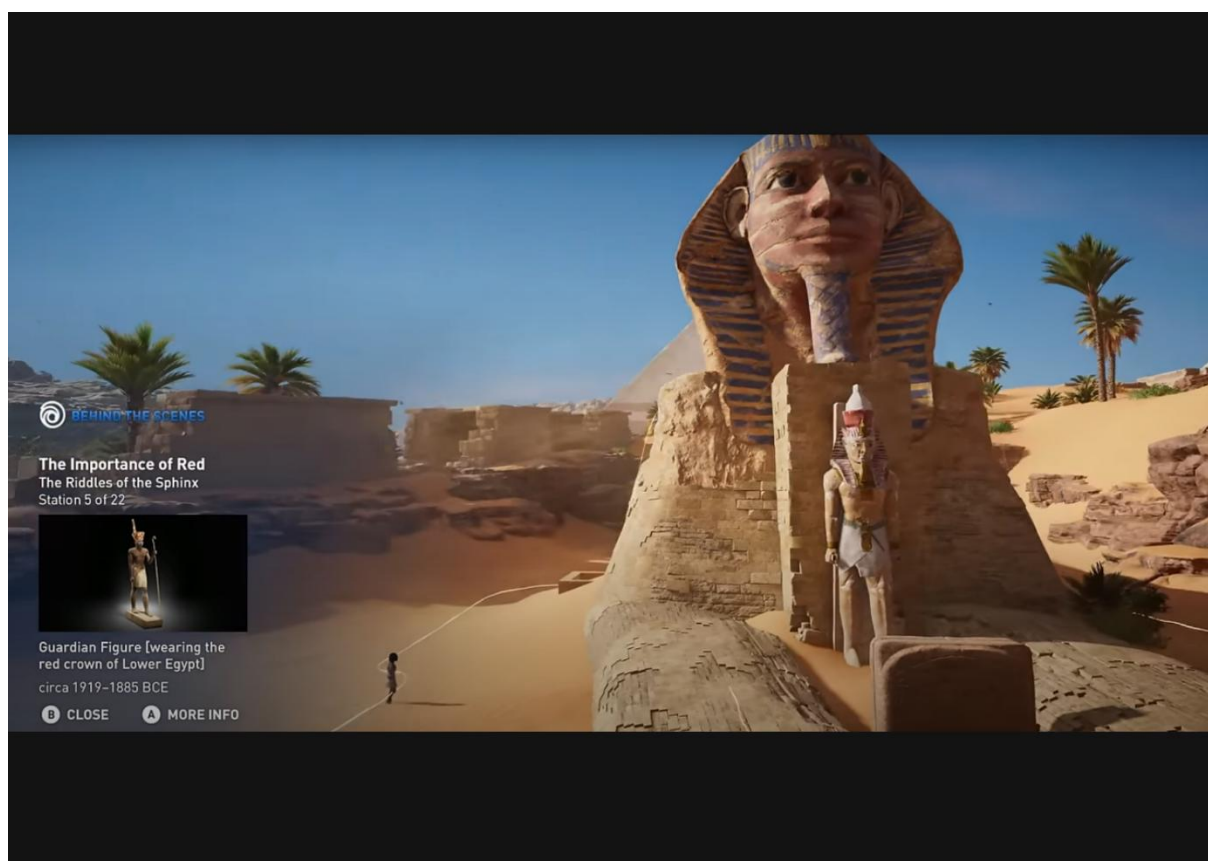 BEHIND THE SCENES
The Importance of Red
The Riddles of the Sphinx
Station 5 of 22
Guardian Figure [wearing the
red crown of Lower Egypt]
circa 1919–1885 BCE
B CLOSE A MORE INFO